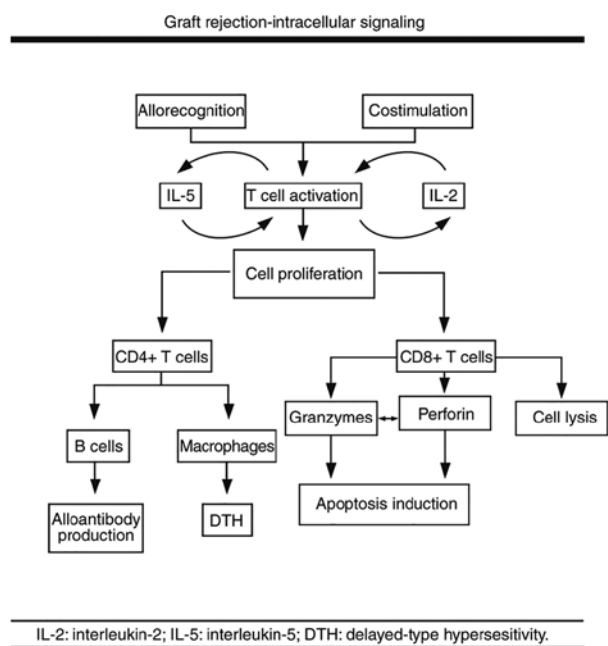 Graft rejection-intracellular signaling
Allorecognition
Costimulation
IL-5
T cell activation
IL-2
Cell proliferation
CD4+ T cells
CD8+ T cells
B cells
Macrophages
Granzymes
Perforin
Cell lysis
Alloantibody
production
DTH
Apoptosis induction
IL-2: interleukin-2; IL-5: interleukin-5; DTH: delayed-type hypersesitivity.